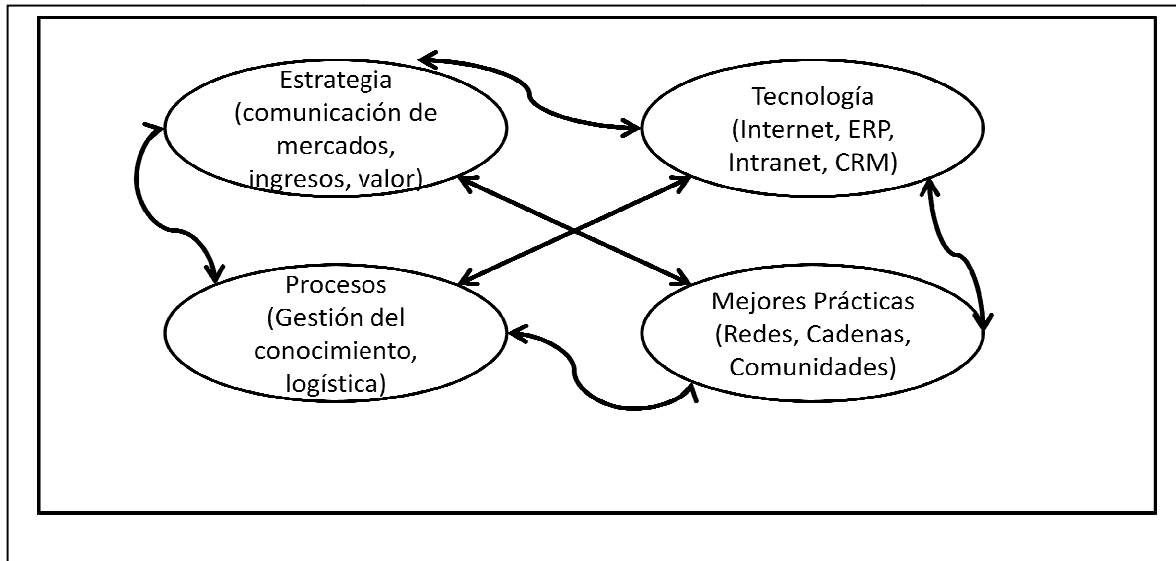 Estrategia
(comunicación de
mercados,
ingresos, valor)
Tecnología
(Internet, ERP,
Intranet, CRM)
Procesos
(Gestión del
conocimiento,
logística)
Mejores Prácticas
(Redes, Cadenas,
Comunidades)